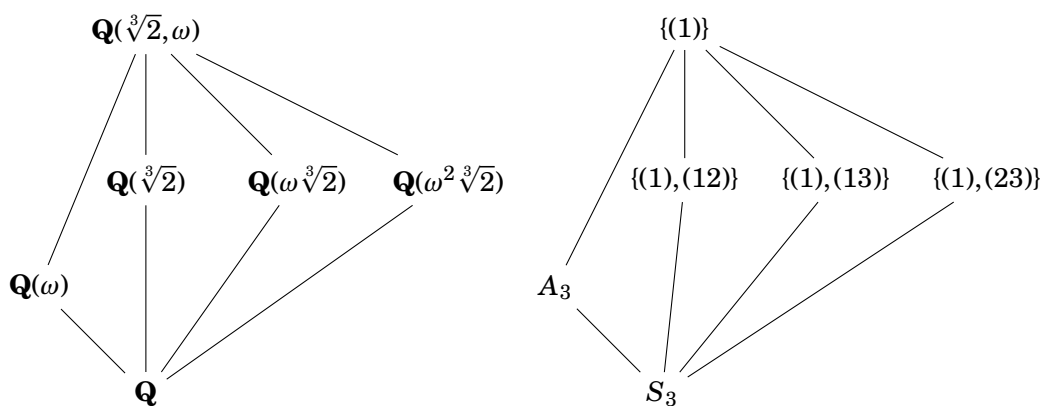 Q(∛2, ω) {(1)}
Q(∛2) Q(ω∛2) Q(ω²∛2) {(1),(12)} {(1),(13)} {(1),(23)}
Q(ω) A₃
Q S₃